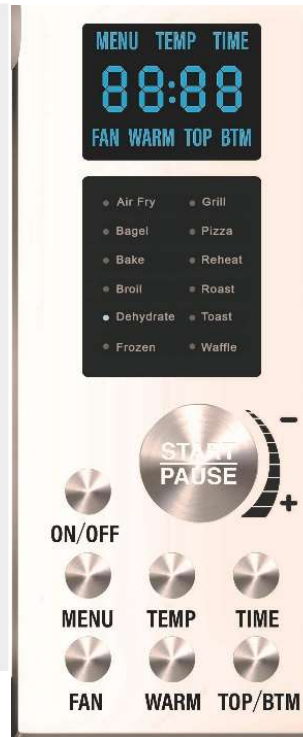 MENU TEMP TIME
88:88
FAN WARM TOP BTM
Air Fry Grill
Bagel Pizza
Bake Reheat
Broil Roast
Dehydrate Toast
Frozen Waffle
START
PAUSE
-
+
ON/OFF
MENU TEMP TIME
FAN WARM TOP/BTM